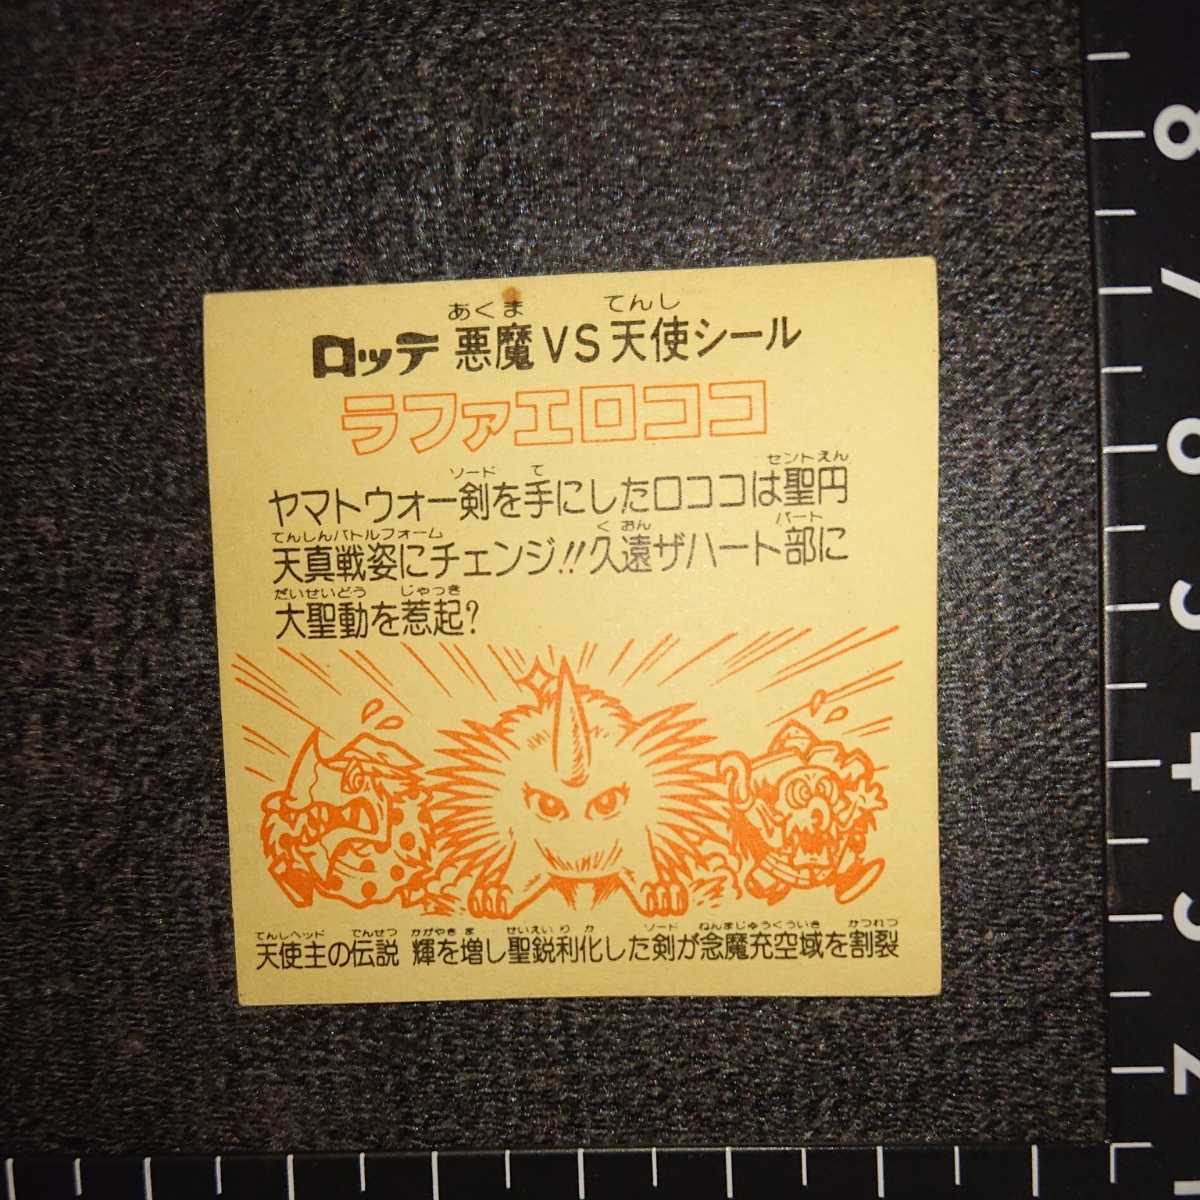 あくま てんし
ロッテ 悪魔VS天使シール
ラファエロココ
ソード て セントえん
ヤマトウォー剣を手にしたロココは聖円
てんしんバトルフォーム くおん パート
天真戦姿にチェンジ!!久遠ザハート部に
だいせいどう じゃっき
大聖動を惹起?
てんしヘッド でんせつ かがやき ま せいえいりか ソード ねんまじゅうくういき かつれつ
天使主の伝説 輝を増し聖鋭利化した剣が念魔充空域を割裂
8
7
6
5
4
3
2
1